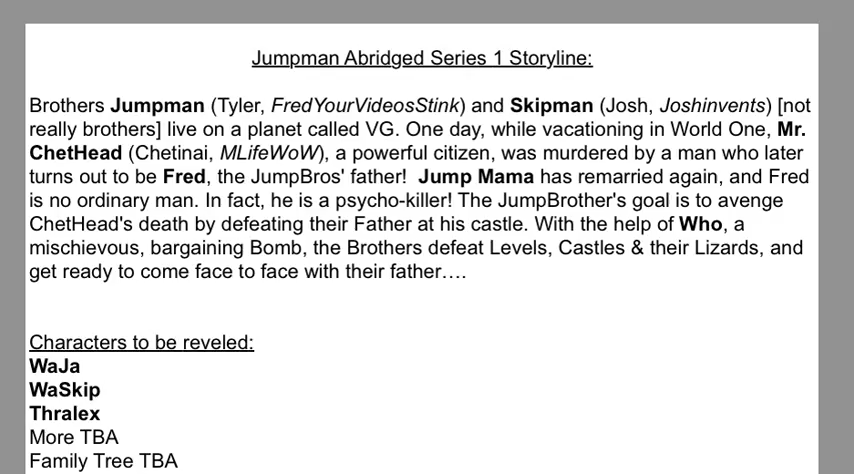 Jumpman Abridged Series 1 Storyline:
Brothers Jumpman (Tyler, FredYourVideosStink) and Skipman (Josh, Joshinvents) [not
really brothers] live on a planet called VG. One day, while vacationing in World One, Mr.
ChetHead (Chetinai, MLifeWoW), a powerful citizen, was murdered by a man who later
turns out to be Fred, the JumpBros' father!  Jump Mama has remarried again, and Fred
is no ordinary man. In fact, he is a psycho-killer! The JumpBrother's goal is to avenge
ChetHead's death by defeating their Father at his castle. With the help of Who, a
mischievous, bargaining Bomb, the Brothers defeat Levels, Castles & their Lizards, and
get ready to come face to face with their father….
Characters to be reveled:
WaJa
WaSkip
Thralex
More TBA
Family Tree TBA